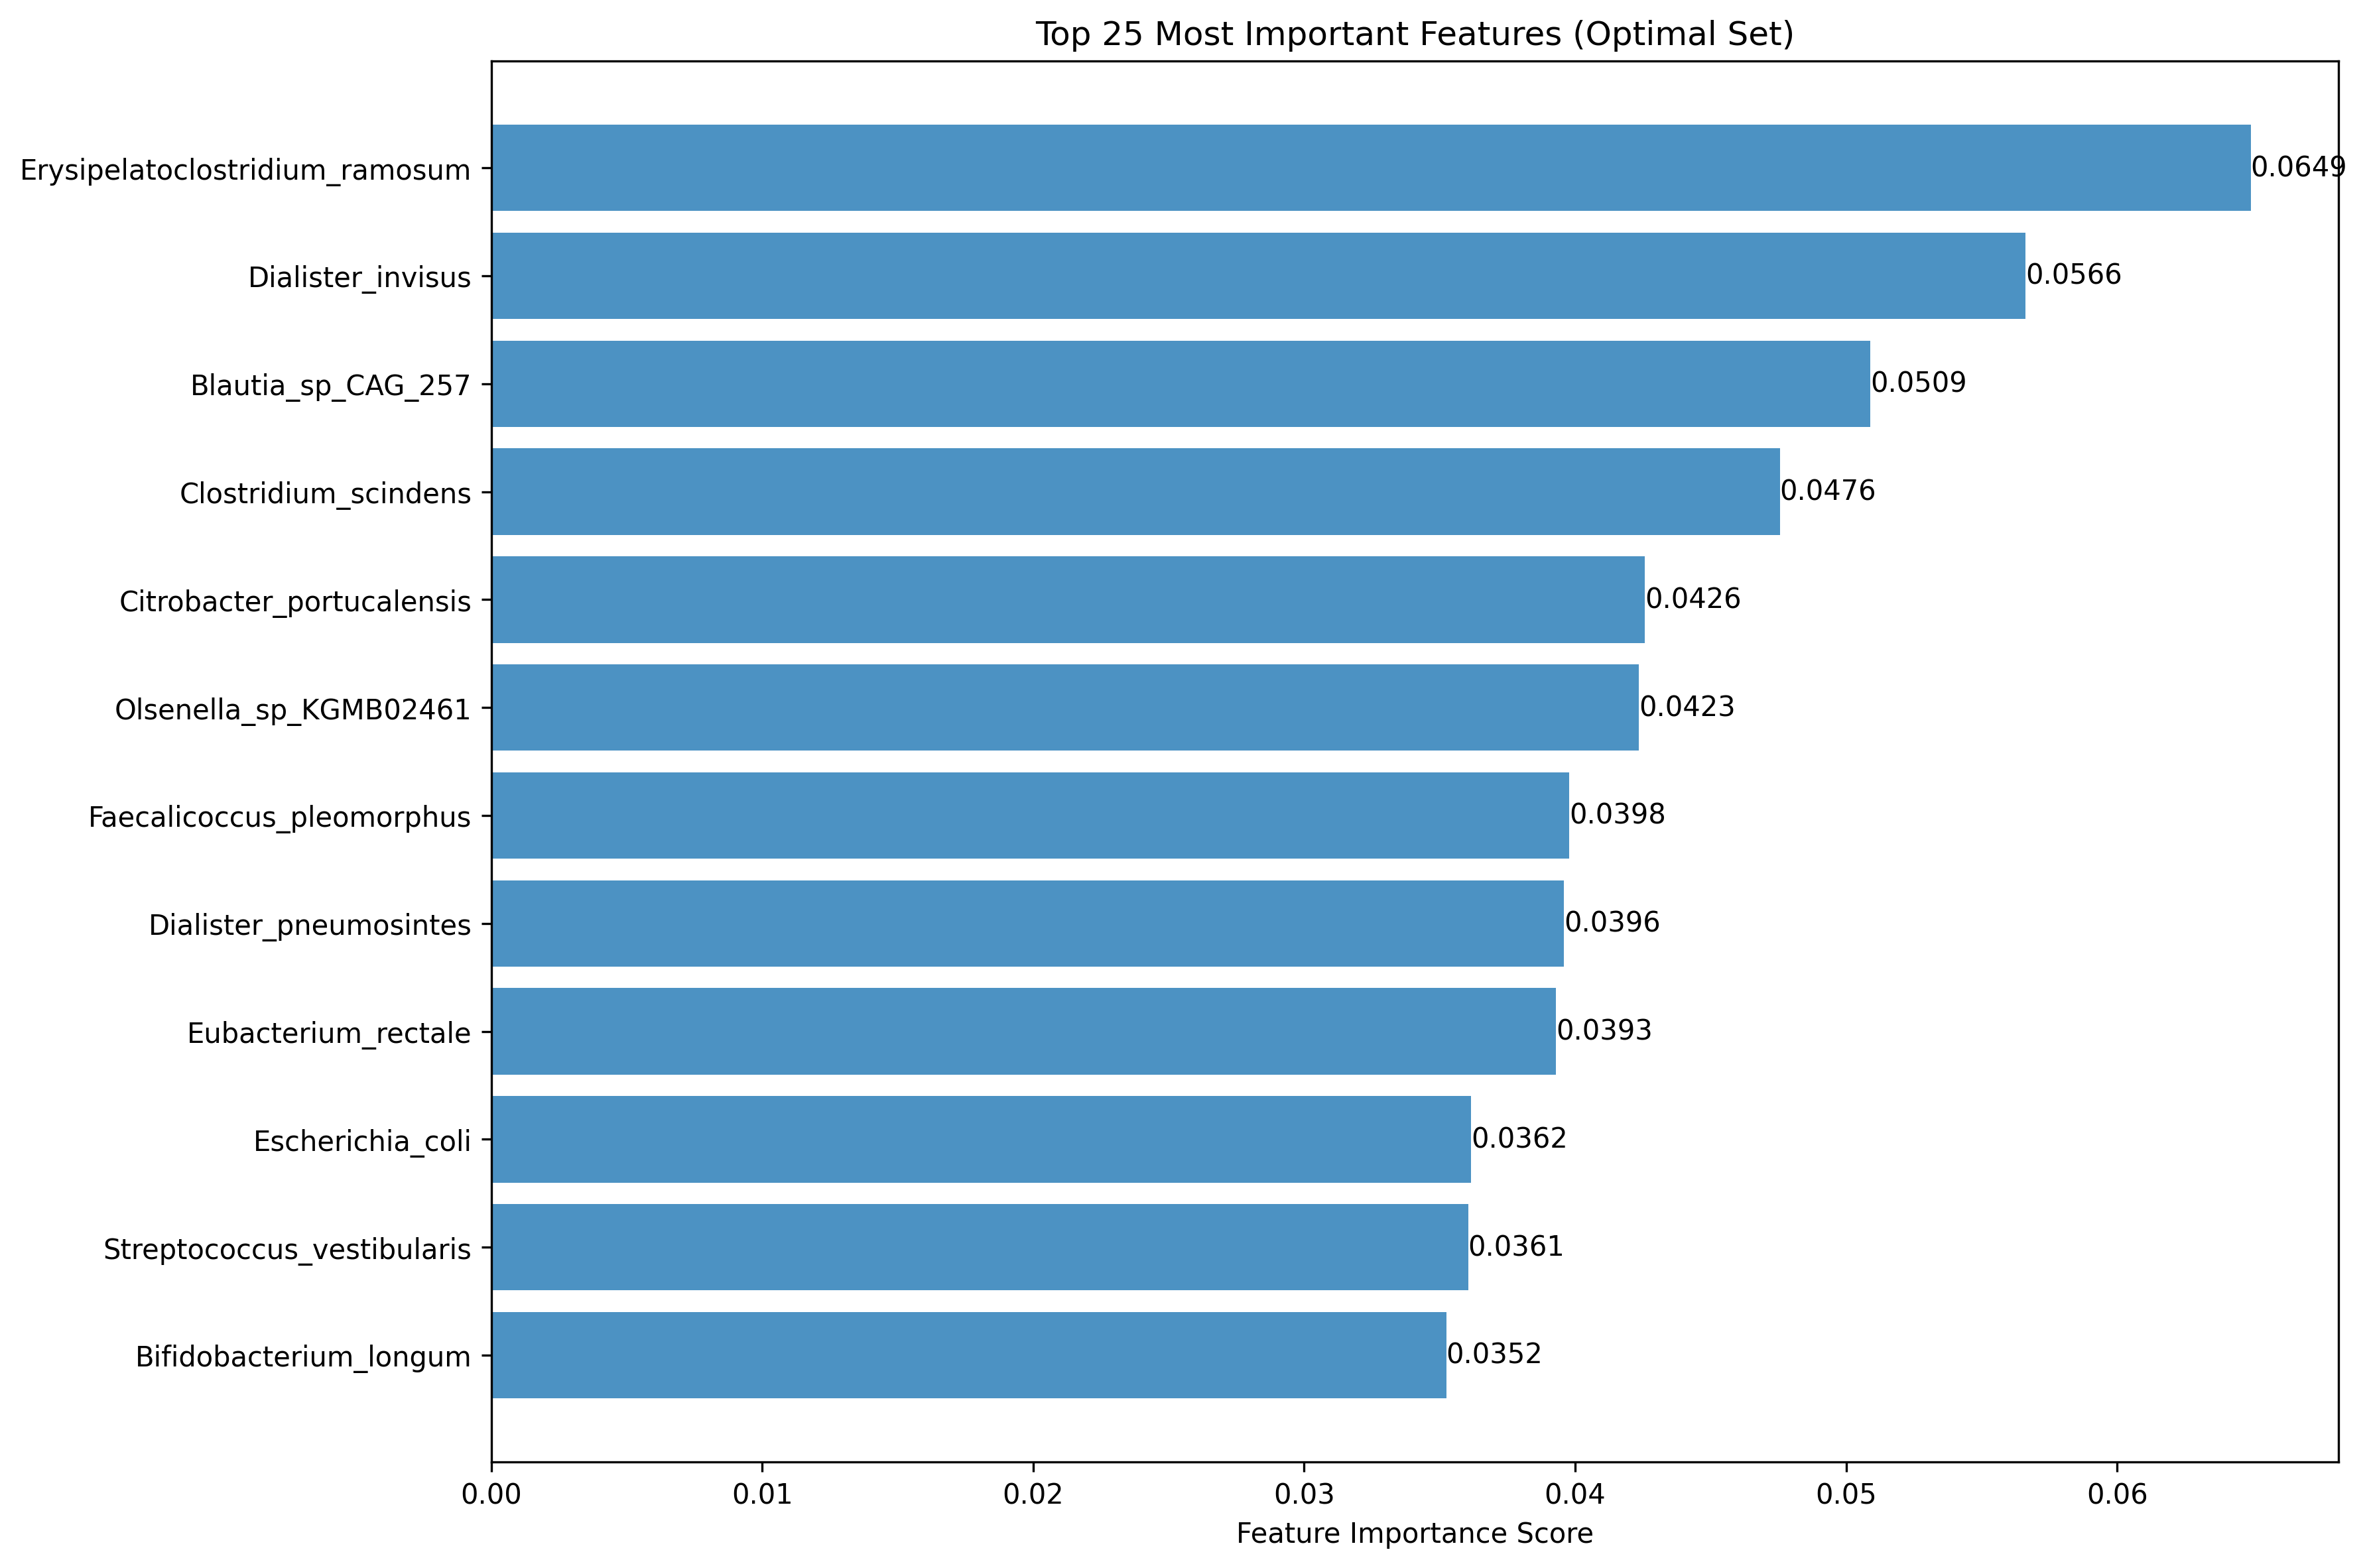 Top 25 Most Important Features (Optimal Set)
Erysipelatoclostridium_ramosum 0.0649
Dialister_invisus 0.0566
Blautia_sp_CAG_257 0.0509
Clostridium_scindens 0.0476
Citrobacter_portucalensis 0.0426
Olsenella_sp_KGMB02461 0.0423
Faecalicoccus_pleomorphus 0.0398
Dialister_pneumosintes 0.0396
Eubacterium_rectale 0.0393
Escherichia_coli 0.0362
Streptococcus_vestibularis 0.0361
Bifidobacterium_longum 0.0352
0.00 0.01 0.02 0.03 0.04 0.05 0.06
Feature Importance Score